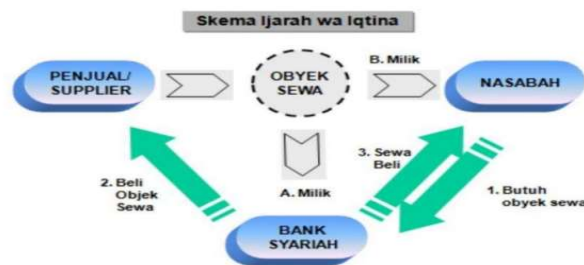 Skema Ijarah wa Iqtina
PENJUAL/
SUPPLIER
OBYEK
SEWA
B. Milik
NASABAH
2. Beli
Objek
Sewa
A. Milik
3. Sewa
Beli
1. Butuh
obyek sewa
BANK
SYARIAH